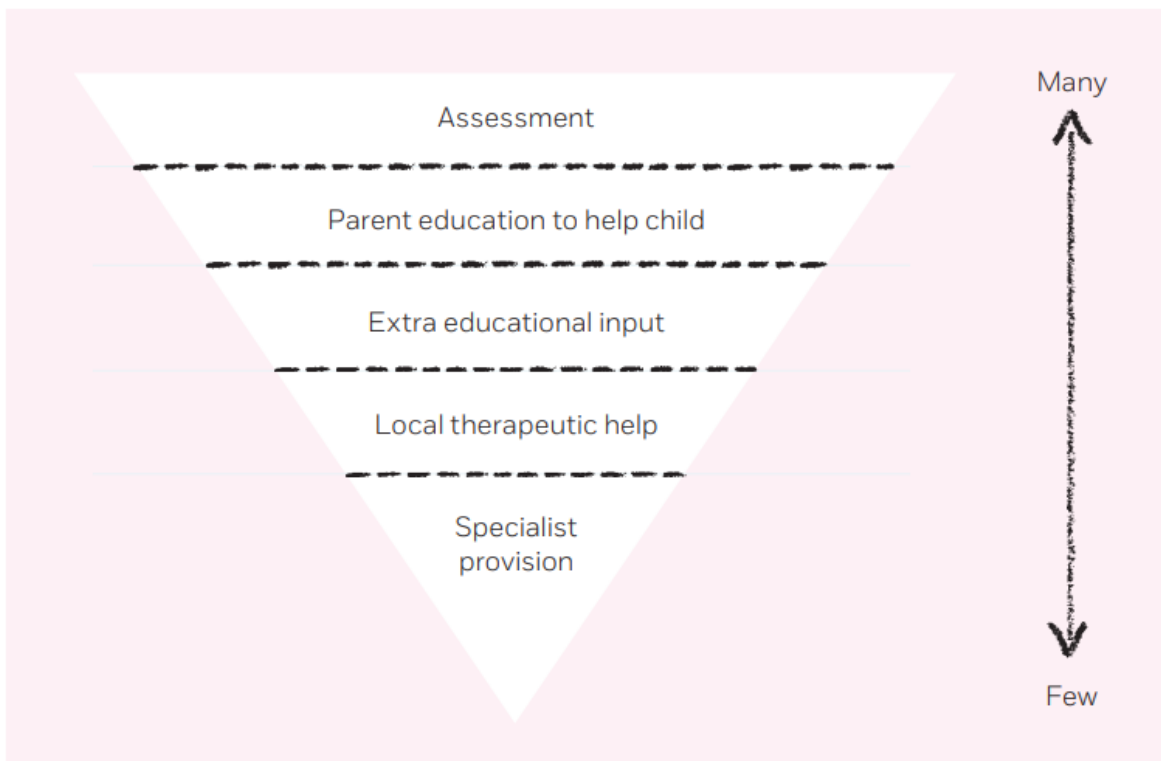 Many
Assessment
Parent education to help child
Extra educational input
Local therapeutic help
Specialist
provision
Few